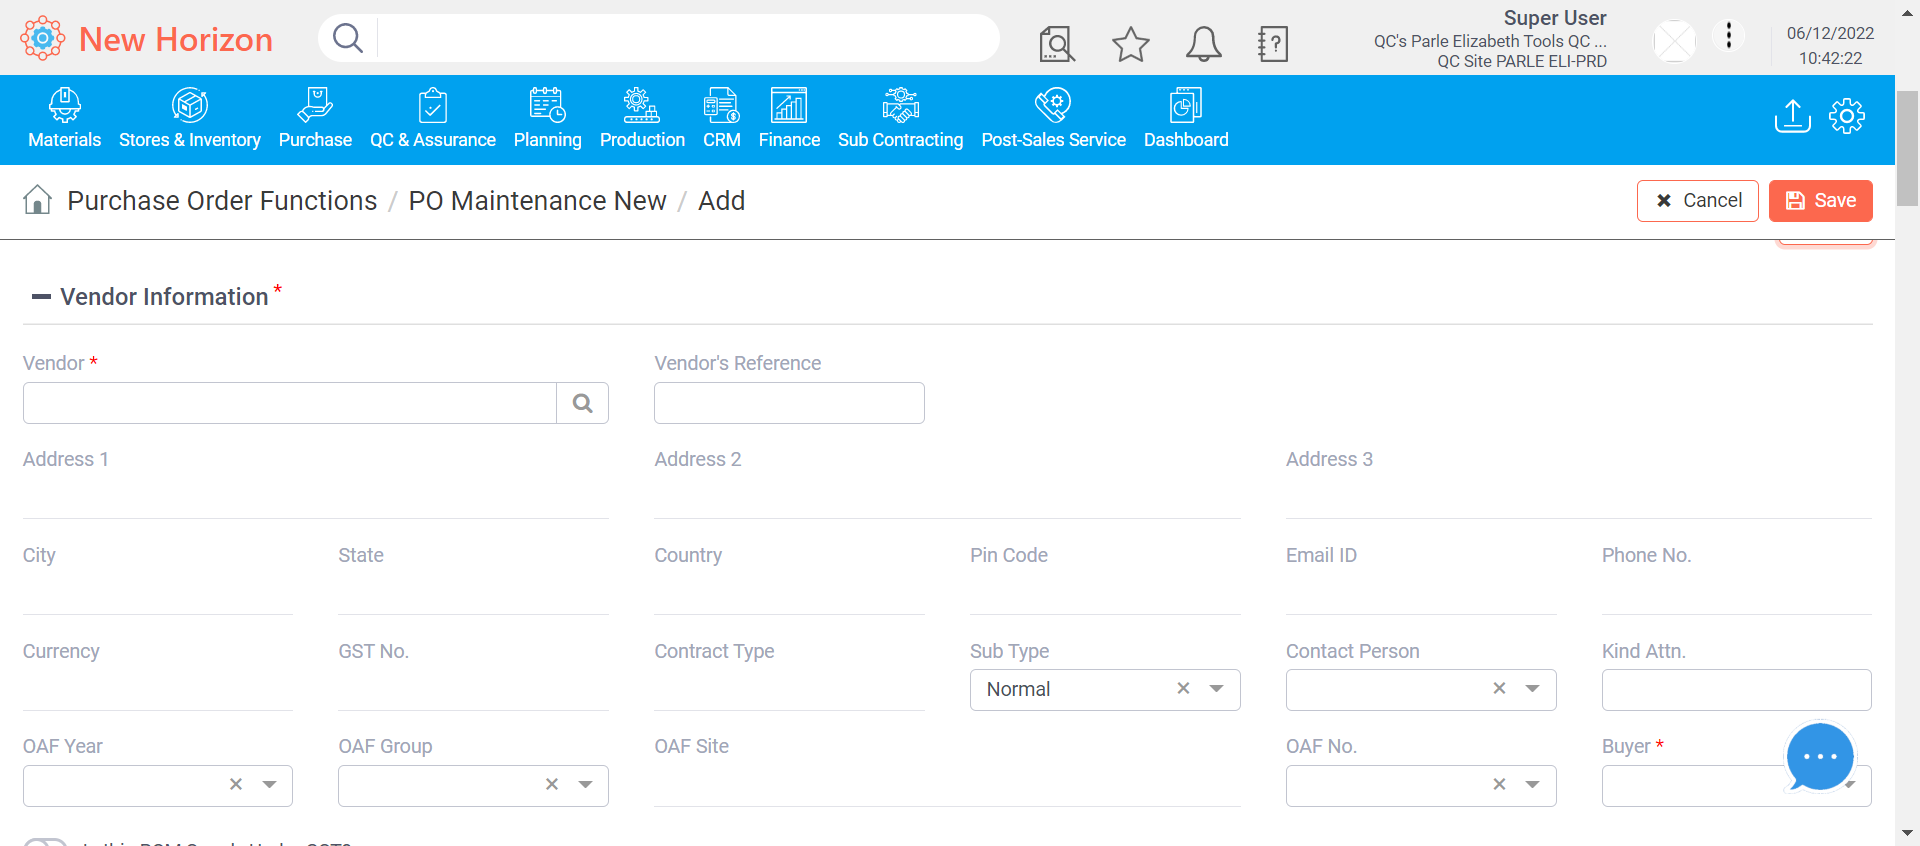 New Horizon
Super User
QC's Parle Elizabeth Tools QC ...
QC Site PARLE ELI-PRD
06/12/2022
10:42:22
Materials Stores & Inventory Purchase QC & Assurance Planning Production CRM Finance Sub Contracting Post-Sales Service Dashboard
Purchase Order Functions / PO Maintenance New / Add
Cancel Save
Vendor Information *
Vendor * Vendor's Reference
Address 1 Address 2 Address 3
City State Country Pin Code Email ID Phone No.
Currency GST No. Contract Type Sub Type Contact Person Kind Attn.
Normal
OAF Year OAF Group OAF Site OAF No. Buyer *